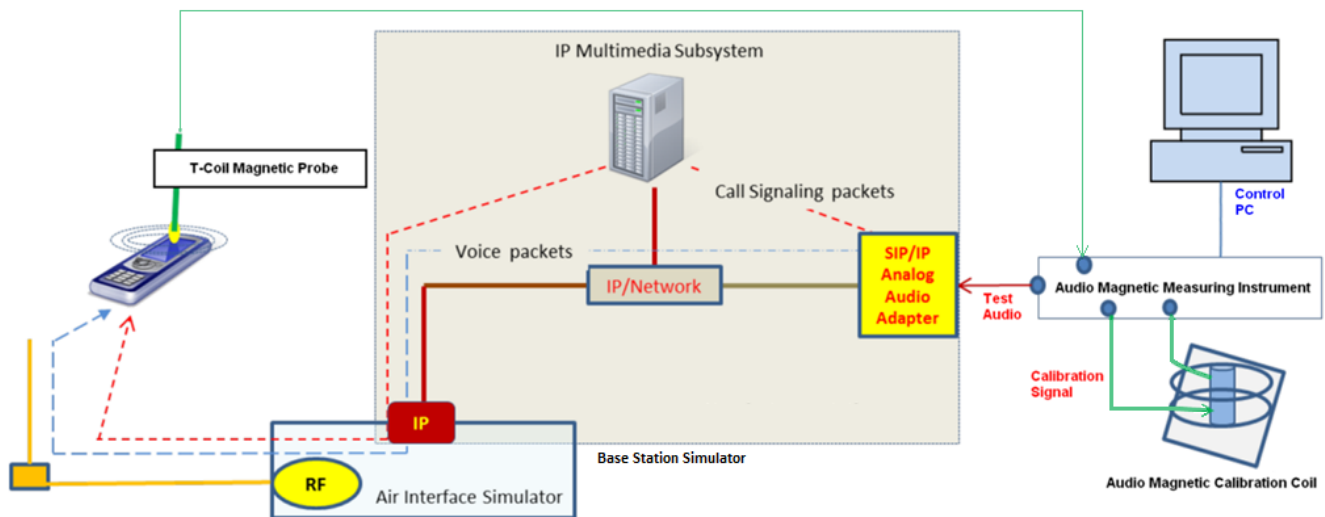 IP Multimedia Subsystem
T-Coil Magnetic Probe
Call Signaling packets
Control
PC
Voice packets
SIP/IP
Analog
Audio
Adapter
IP/Network
Test
Audio
Audio Magnetic Measuring Instrument
Calibration
Signal
IP
Base Station Simulator
RF
Air Interface Simulator
Audio Magnetic Calibration Coil